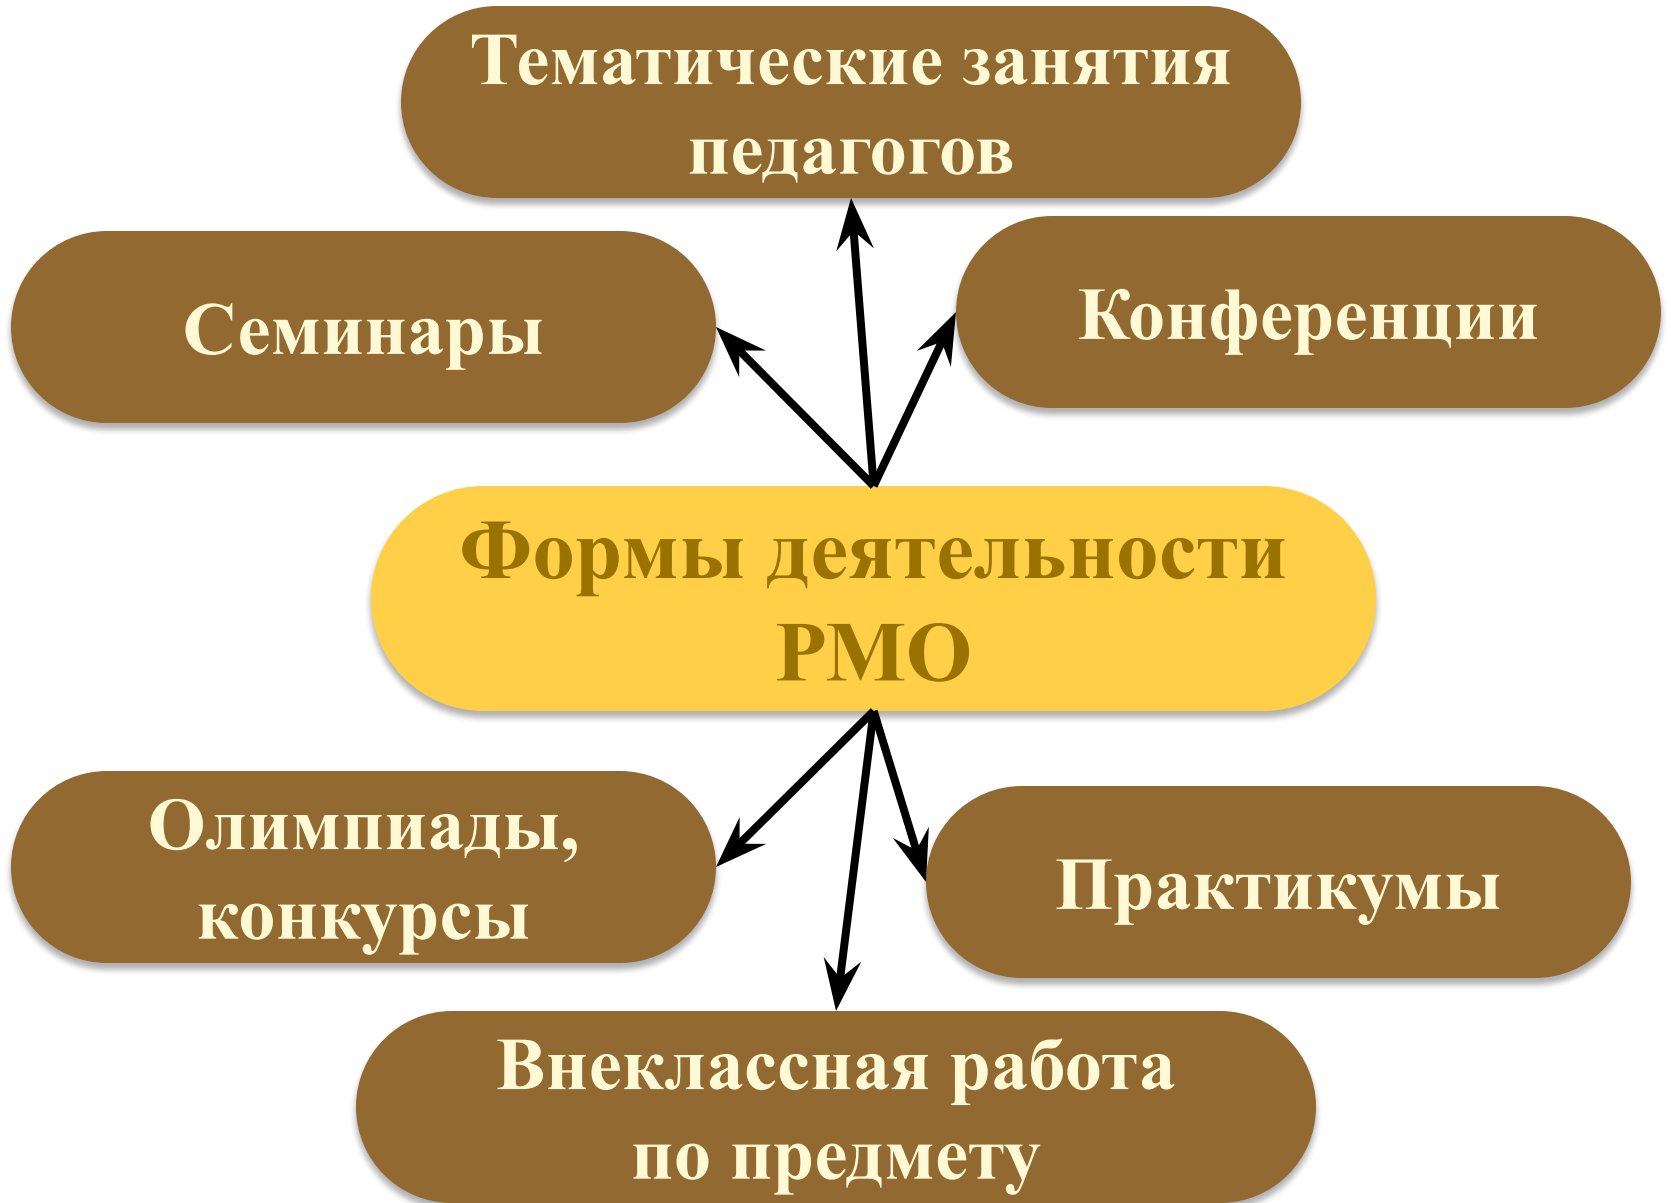 Тематические занятия
педагогов
Семинары
Конференции
Формы деятельности
РМО
Олимпиады,
конкурсы
Практикумы
Внеклассная работа
по предмету